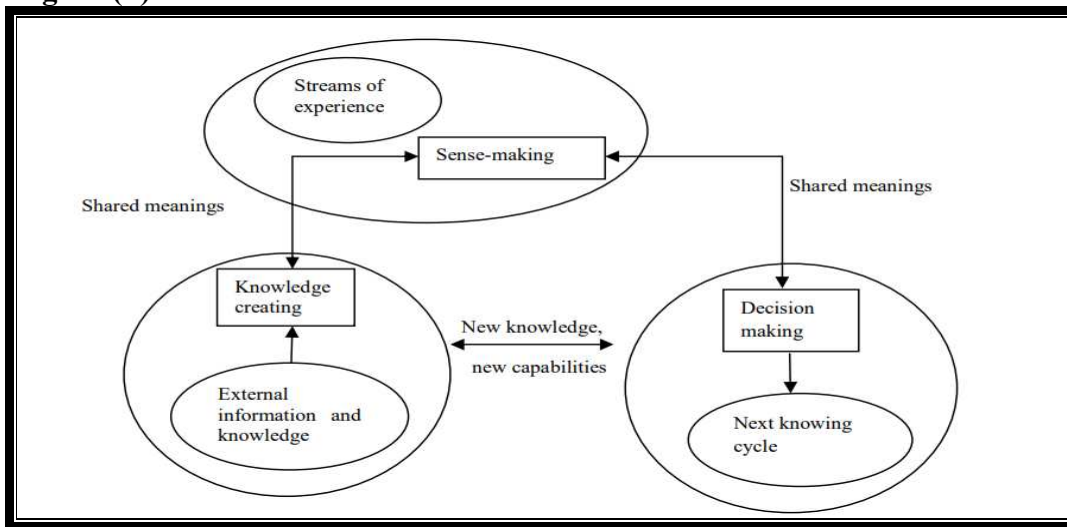 Streams of
experience
Sense-making
Shared meanings
Shared meanings
Knowledge
creating
Decision
making
New knowledge,
new capabilities
External
information and
knowledge
Next knowing
cycle